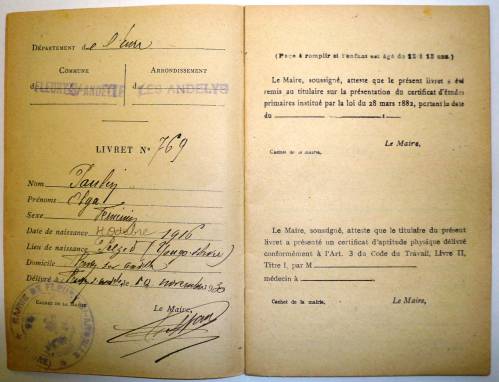 DÉPARTEMENT de l'Eure
COMMUNE
d FLEURY S/ ANDELLE
ARRONDISSEMENT
d LES ANDELYS
LIVRET N° 769
Nom
Prénoms Olga
Sexe Féminin
Date de naissance 1916
Lieu de naissance
Domicile
Délivré novembre
CACHET DE LA MAIRIE
Le Maire,
(Page à remplir si l'enfant est âgé de 12 à 13 ans.)
Le Maire, soussigné, atteste que le présent livret a été
remis au titulaire sur la présentation du certificat d'études
primaires institué par la loi du 28 mars 1882, portant la date
du
Le Maire,
Cachet de la mairie.
Le Maire, soussigné, atteste que le titulaire du présent
livret a présenté un certificat d'aptitude physique délivré
conformément à l'Art. 3 du Code du Travail, Livre II,
Titre I, par M
médecin à
Cachet de la mairie.
Le Maire,